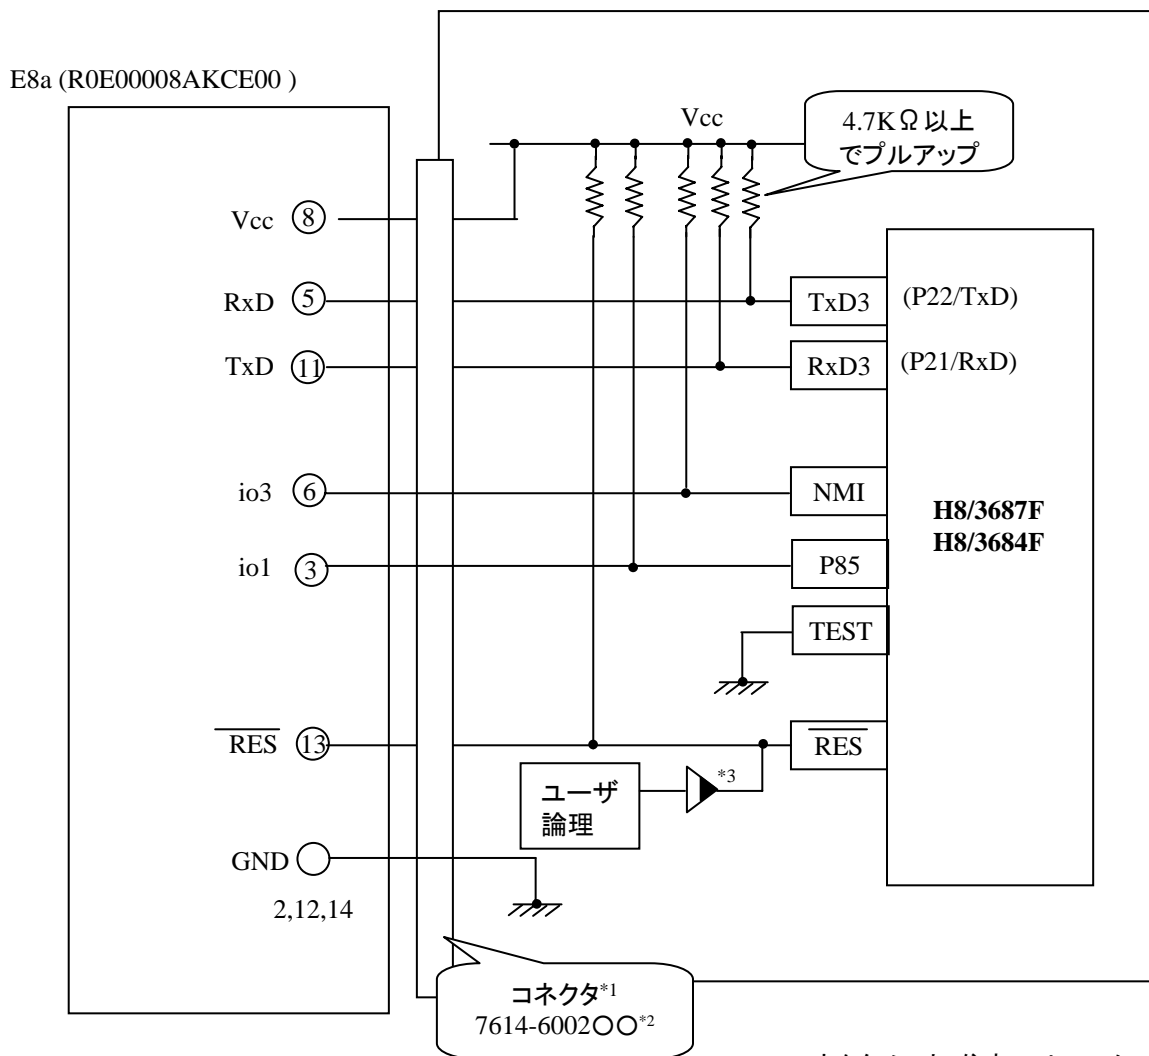 E8a (R0E00008AKCE00 )
Vcc
4.7KΩ以上
でプルアップ
Vcc ⑧
RxD ⑤
TxD3
(P22/TxD)
TxD ⑪
RxD3
(P21/RxD)
io3 ⑥
NMI
H8/3687F
H8/3684F
io1 ③
P85
TEST
RES ⑬
RES
ユーザ
論理
*3
GND
2,12,14
コネクタ*1
7614-6002○○*2